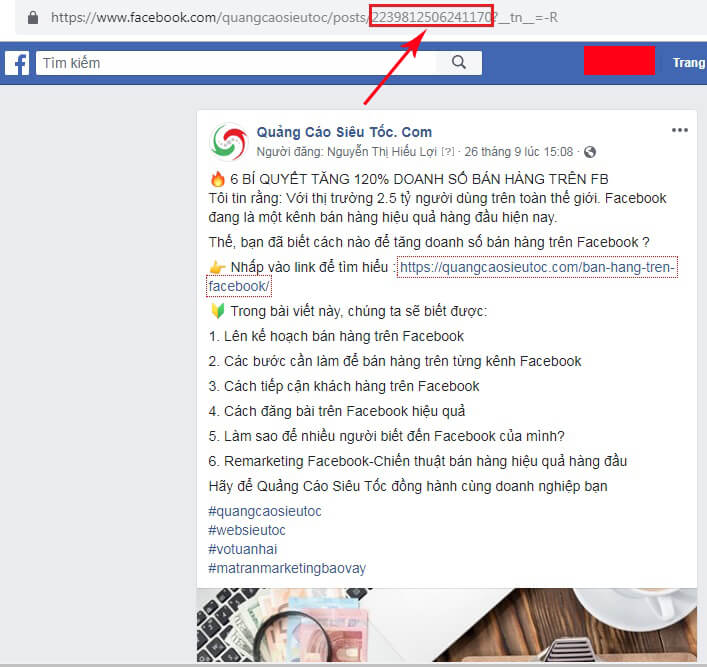 https://www.facebook.com/quangcaosieutoc/posts/2239812506241170?__tn__=-R
Tìm kiếm
Trang
Quảng Cáo Siêu Tốc. Com
Người đăng: Nguyễn Thị Hiếu Lợi [?] · 26 tháng 9 lúc 15:08 ·
🔥 6 BÍ QUYẾT TĂNG 120% DOANH SỐ BÁN HÀNG TRÊN FB
Tôi tin rằng: Với thị trường 2.5 tỷ người dùng trên toàn thế giới. Facebook
đang là một kênh bán hàng hiệu quả hàng đầu hiện nay.
Thế, bạn đã biết cách nào để tăng doanh số bán hàng trên Facebook ?
👉 Nhấp vào link để tìm hiểu : https://quangcaosieutoc.com/ban-hang-tren-
facebook/
🔰 Trong bài viết này, chúng ta sẽ biết được:
1. Lên kế hoạch bán hàng trên Facebook
2. Các bước cần làm để bán hàng trên từng kênh Facebook
3. Cách tiếp cận khách hàng trên Facebook
4. Cách đăng bài trên Facebook hiệu quả
5. Làm sao để nhiều người biết đến Facebook của mình?
6. Remarketing Facebook-Chiến thuật bán hàng hiệu quả hàng đầu
Hãy để Quảng Cáo Siêu Tốc đồng hành cùng doanh nghiệp bạn
#quangcaosieutoc
#websieutoc
#votuanhai
#matranmarketingbaovay